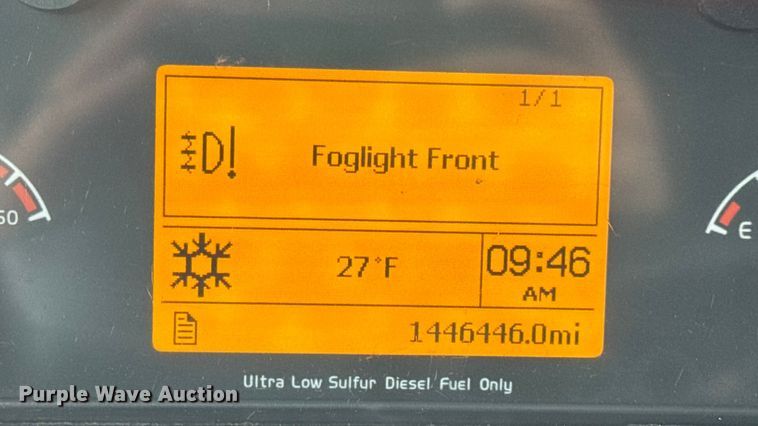 1/1
Foglight Front
27°F
09:46
AM
1446446.0mi
50
E
Ultra Low Sulfur Diesel Fuel Only
Purple Wave Auction